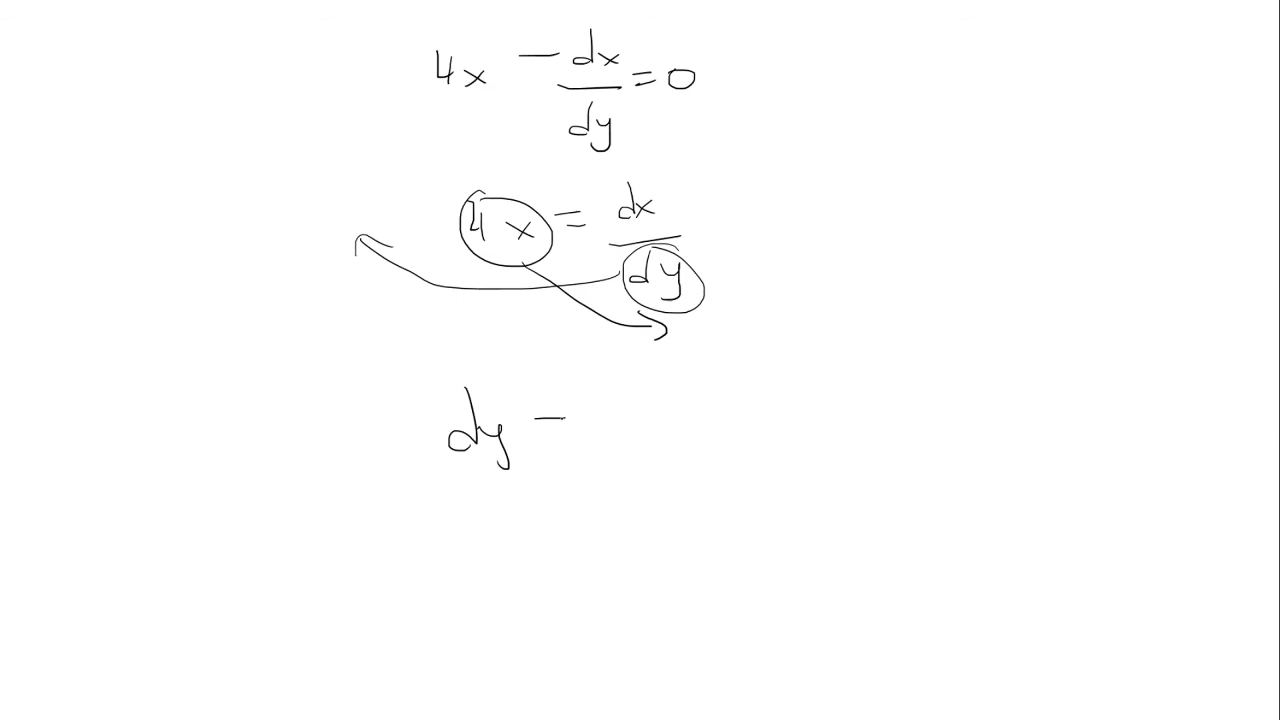 4x - dx/dy = 0
4x = dx/dy
dy -